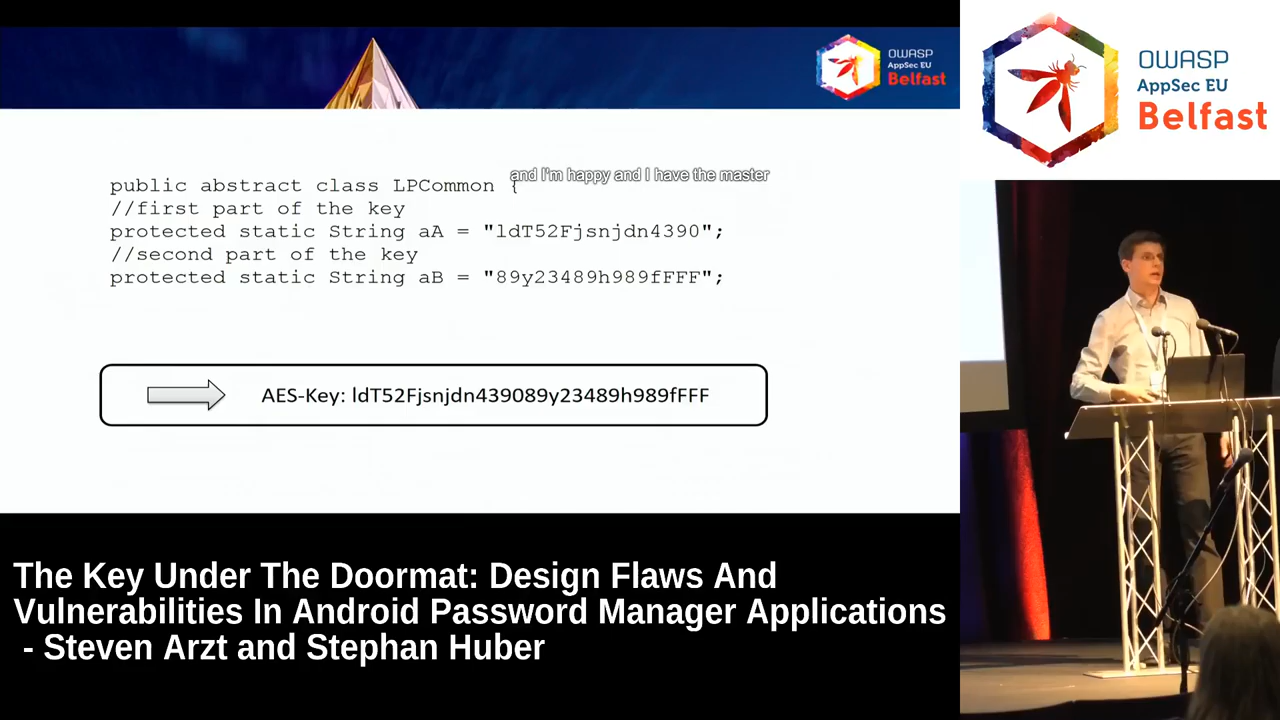 OWASP
AppSec EU
Belfast
OWASP
AppSec EU
Belfast
and I'm happy and I have the master
public abstract class LPCommon {
//first part of the key
protected static String aA = "ldT52Fjsnjdn4390";
//second part of the key
protected static String aB = "89y23489h989fFFF";
AES-Key: ldT52Fjsnjdn439089y23489h989fFFF
The Key Under The Doormat: Design Flaws And
Vulnerabilities In Android Password Manager Applications
- Steven Arzt and Stephan Huber